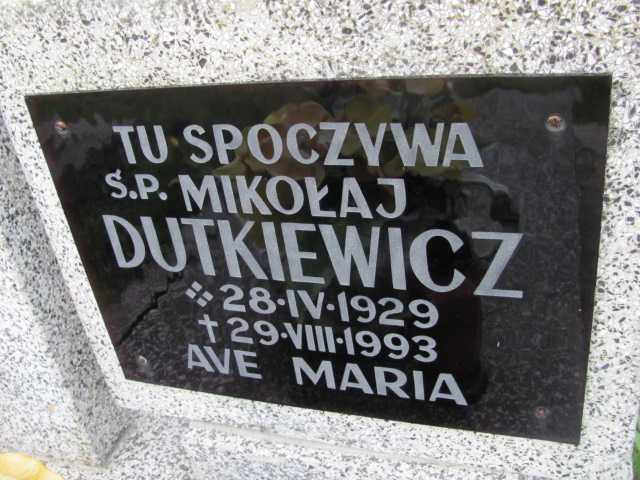 TU SPOCZYWA
Ś.P. MIKOŁAJ
DUTKIEWICZ
28·IV·1929
† 29·VIII·1993
AVE MARIA